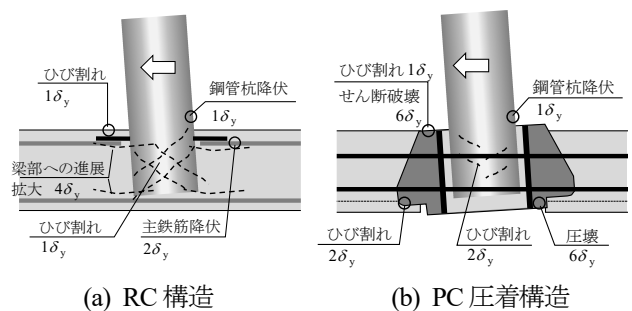 ひび割れ
1δy
鋼管杭降伏
1δy
梁部への進展
拡大 4δy
ひび割れ
1δy
主鉄筋降伏
2δy
(a) RC 構造
ひび割れ1δy
せん断破壊
6δy
鋼管杭降伏
1δy
ひび割れ
2δy
ひび割れ
2δy
圧壊
6δy
(b) PC 圧着構造